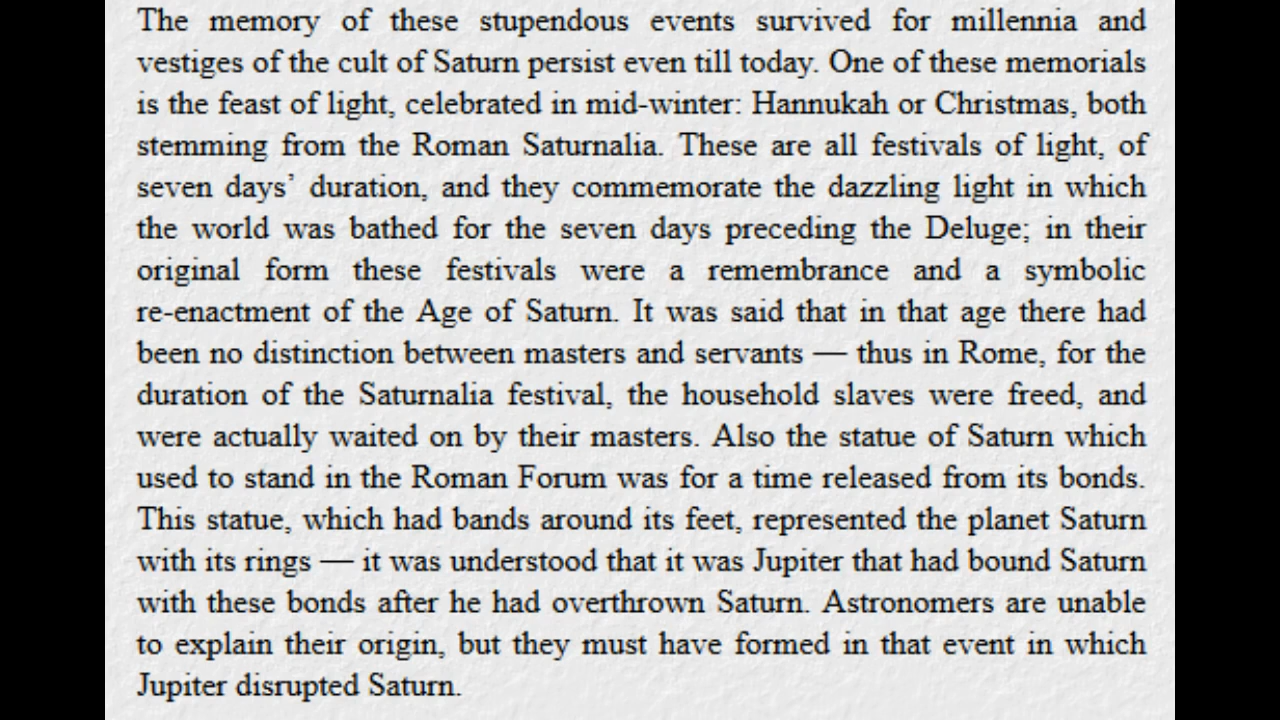 The memory of these stupendous events survived for millennia and
vestiges of the cult of Saturn persist even till today. One of these memorials
is the feast of light, celebrated in mid-winter: Hannukah or Christmas, both
stemming from the Roman Saturnalia. These are all festivals of light, of
seven days’ duration, and they commemorate the dazzling light in which
the world was bathed for the seven days preceding the Deluge; in their
original form these festivals were a remembrance and a symbolic
re-enactment of the Age of Saturn. It was said that in that age there had
been no distinction between masters and servants — thus in Rome, for the
duration of the Saturnalia festival, the household slaves were freed, and
were actually waited on by their masters. Also the statue of Saturn which
used to stand in the Roman Forum was for a time released from its bonds.
This statue, which had bands around its feet, represented the planet Saturn
with its rings — it was understood that it was Jupiter that had bound Saturn
with these bonds after he had overthrown Saturn. Astronomers are unable
to explain their origin, but they must have formed in that event in which
Jupiter disrupted Saturn.